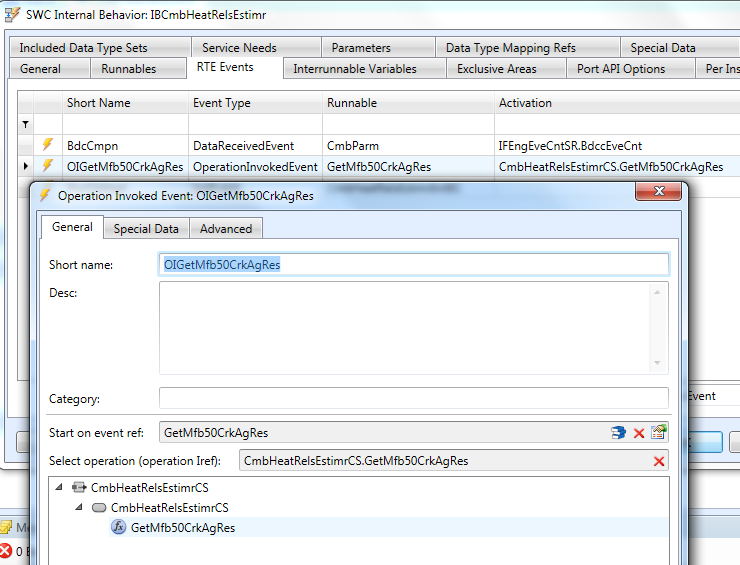 SWC Internal Behavior: IBCmbHeatRelsEstimr
Included Data Type Sets Service Needs Parameters Data Type Mapping Refs Special Data
General Runnables RTE Events Interrunnable Variables Exclusive Areas Port API Options Per Ins
Short Name Event Type Runnable Activation
BdcCmpn DataReceivedEvent CmbParm IFEngEveCntSR.BdccEveCnt
OIGetMfb50CrkAgRes OperationInvokedEvent GetMfb50CrkAgRes CmbHeatRelsEstimrCS.GetMfb50CrkAgRes
Operation Invoked Event: OIGetMfb50CrkAgRes
General Special Data Advanced
Short name: OIGetMfb50CrkAgRes
Desc:
Category:
Event
Start on event ref: GetMfb50CrkAgRes
Select operation (operation Iref): CmbHeatRelsEstimrCS.GetMfb50CrkAgRes
CmbHeatRelsEstimrCS
CmbHeatRelsEstimrCS
GetMfb50CrkAgRes
0